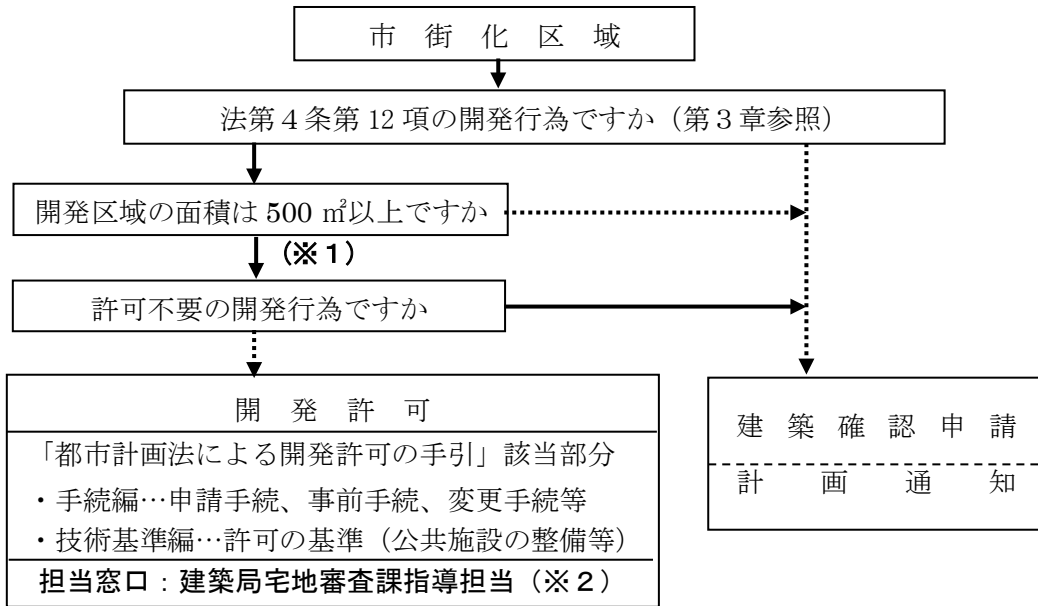 市 街 化 区 域
法第4条第 12 項の開発行為ですか（第3章参照）
開発区域の面積は 500 ㎡以上ですか
（※１）
許可不要の開発行為ですか
開 発 許 可
「都市計画法による開発許可の手引」該当部分
・手続編…申請手続、事前手続、変更手続等
・技術基準編…許可の基準（公共施設の整備等）
担当窓口：建築局宅地審査課指導担当（※２）
建 築 確 認 申 請
計 画 通 知